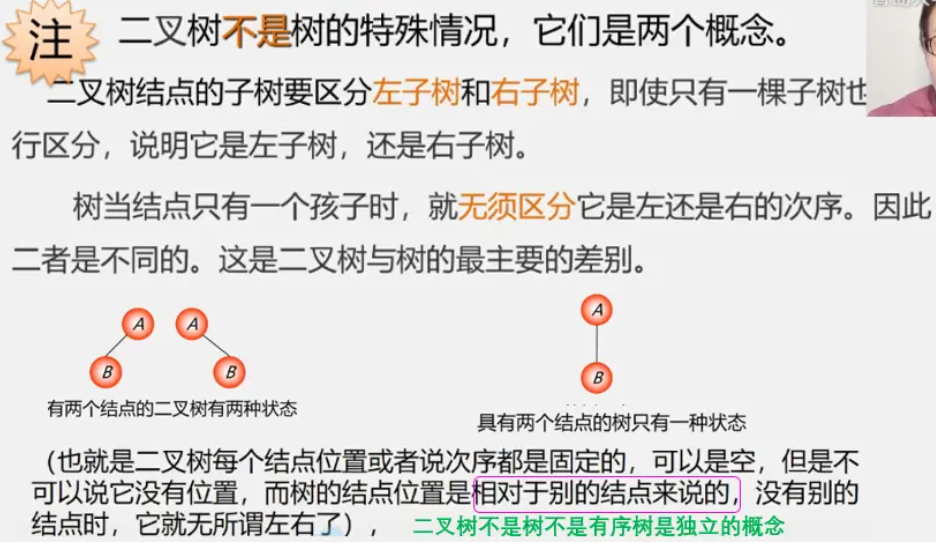 注 二叉树不是树的特殊情况，它们是两个概念。
二叉树结点的子树要区分左子树和右子树，即使只有一棵子树也
行区分，说明它是左子树，还是右子树。
树当结点只有一个孩子时，就无须区分它是左还是右的次序。因此
二者是不同的。这是二叉树与树的最主要的差别。
A A A
B B B
有两个结点的二叉树有两种状态
具有两个结点的树只有一种状态
（也就是二叉树每个结点位置或者说次序都是固定的，可以是空，但是不
可以说它没有位置，而树的结点位置是相对于别的结点来说的，没有别的
结点时，它就无所谓左右了），
二叉树不是树不是有序树是独立的概念